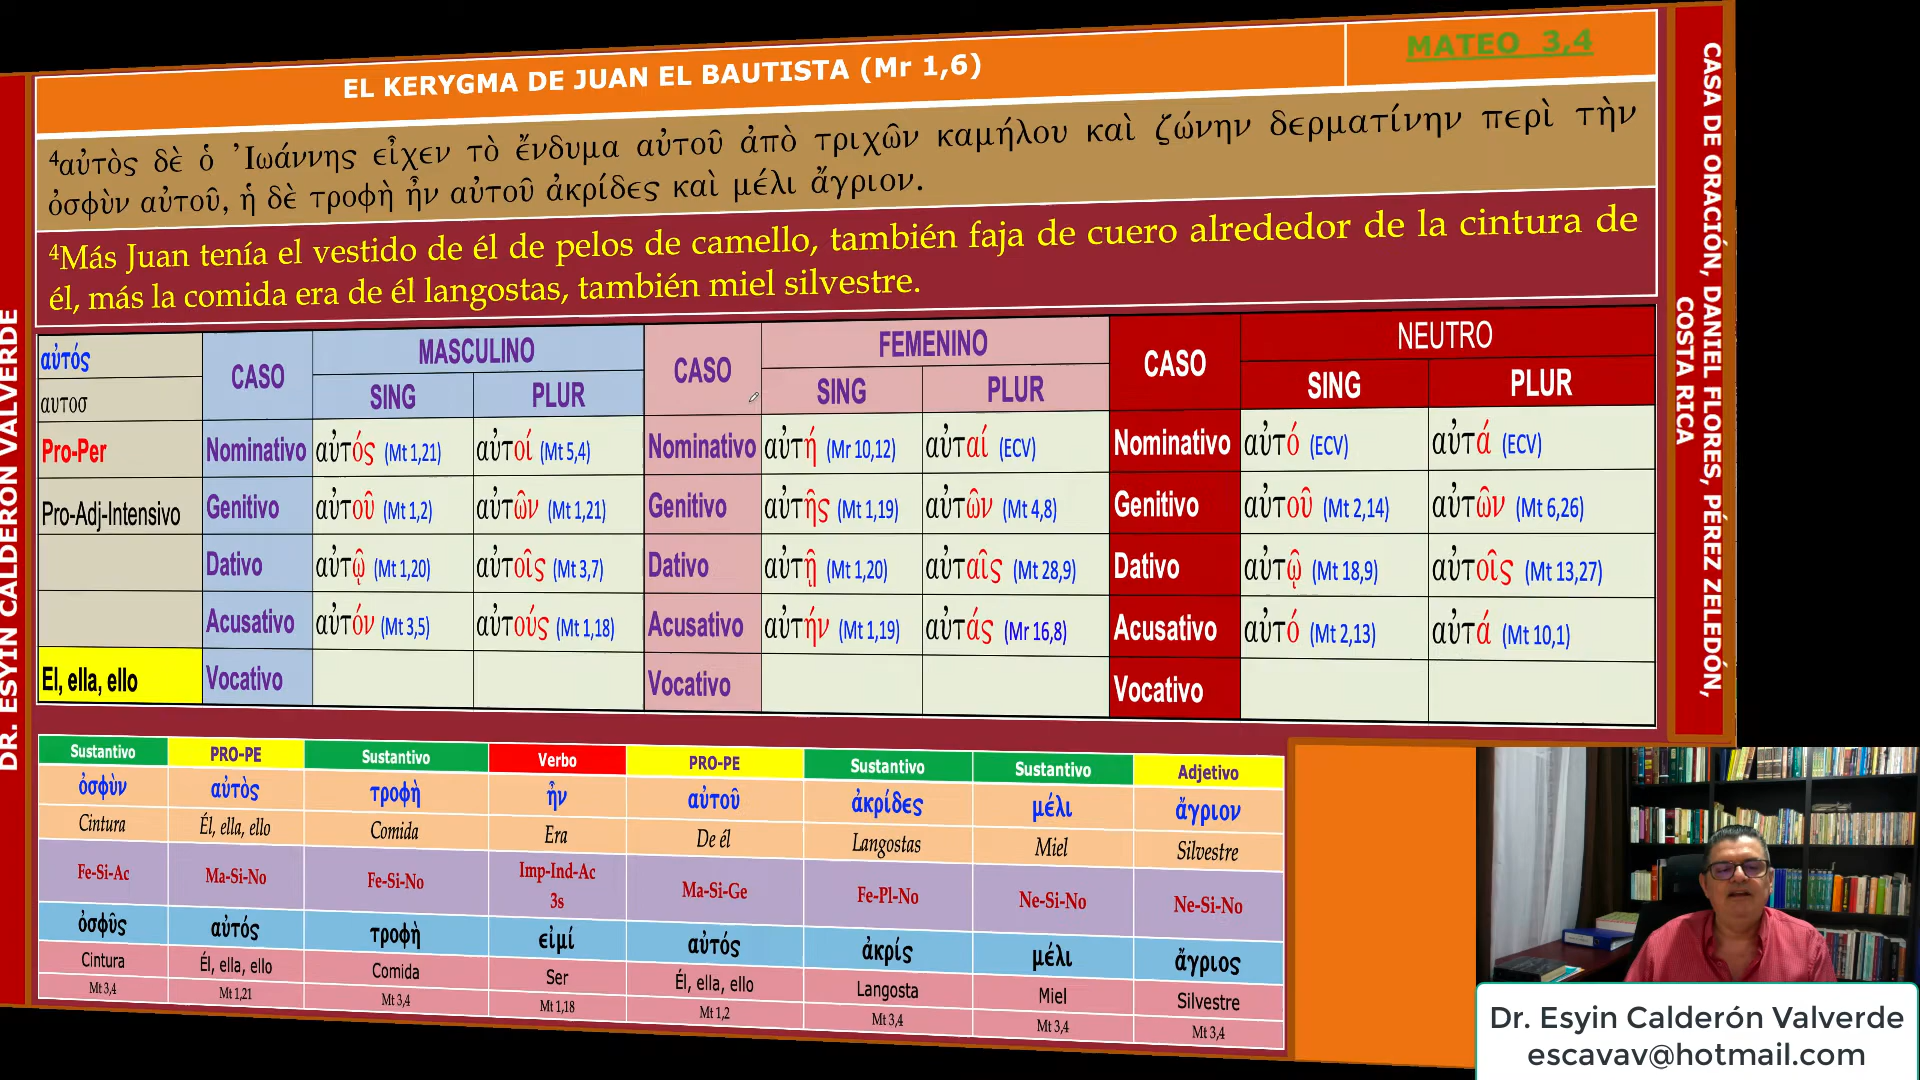 EL KERYGMA DE JUAN EL BAUTISTA (Mr 1,6)
MATEO 3,4
⁴αὐτὸς δὲ ὁ Ἰωάννης εἶχεν τὸ ἔνδυμα αὐτοῦ ἀπὸ τριχῶν καμήλου καὶ ζώνην δερματίνην περὶ τὴν
ὀσφὺν αὐτοῦ, ἡ δὲ τροφὴ ἦν αὐτοῦ ἀκρίδες καὶ μέλι ἄγριον.
⁴Más Juan tenía el vestido de él de pelos de camello, también faja de cuero alrededor de la cintura de
él, más la comida era de él langostas, también miel silvestre.
αὐτός CASO MASCULINO CASO FEMENINO CASO NEUTRO
αυτοσ SING PLUR SING PLUR SING PLUR
Pro-Per Nominativo αὐτός (Mt 1,21) αὐτοί (Mt 5,4) Nominativo αὐτή (Mr 10,12) αὐταί (ECV) Nominativo αὐτό (ECV) αὐτά (ECV)
Pro-Adj-Intensivo Genitivo αὐτοῦ (Mt 1,2) αὐτῶν (Mt 1,21) Genitivo αὐτῆς (Mt 1,19) αὐτῶν (Mt 4,8) Genitivo αὐτοῦ (Mt 2,14) αὐτῶν (Mt 6,26)
Dativo αὐτῷ (Mt 1,20) αὐτοῖς (Mt 3,7) Dativo αὐτῇ (Mt 1,20) αὐταῖς (Mt 28,9) Dativo αὐτῷ (Mt 18,9) αὐτοῖς (Mt 13,27)
Acusativo αὐτόν (Mt 3,5) αὐτούς (Mt 1,18) Acusativo αὐτήν (Mt 1,19) αὐτάς (Mr 16,8) Acusativo αὐτό (Mt 2,13) αὐτά (Mt 10,1)
El, ella, ello Vocativo Vocativo Vocativo
Sustantivo PRO-PE Sustantivo Verbo PRO-PE Sustantivo Sustantivo Adjetivo
ὀσφὺν αὐτὸς τροφὴ ἦν αὐτοῦ ἀκρίδες μέλι ἄγριον
Cintura Él, ella, ello Comida Era De él Langostas Miel Silvestre
Fe-Si-Ac Ma-Si-No Fe-Si-No Imp-Ind-Ac Ma-Si-Ge Fe-Pl-No Ne-Si-No Ne-Si-No
3s
ὀσφῦς αὐτός τροφὴ εἰμί αὐτός ἀκρίς μέλι ἄγριος
Cintura Él, ella, ello Comida Ser Él, ella, ello Langosta Miel Silvestre
Mt 3,4 Mt 1,21 Mt 3,4 Mt 1,18 Mt 1,2 Mt 3,4 Mt 3,4 Mt 3,4
DR. ESYIN CALDERÓN VALVERDE
CASA DE ORACIÓN, DANIEL FLORES, PÉREZ ZELEDÓN,
COSTA RICA
Dr. Esyin Calderón Valverde
escavav@hotmail.com